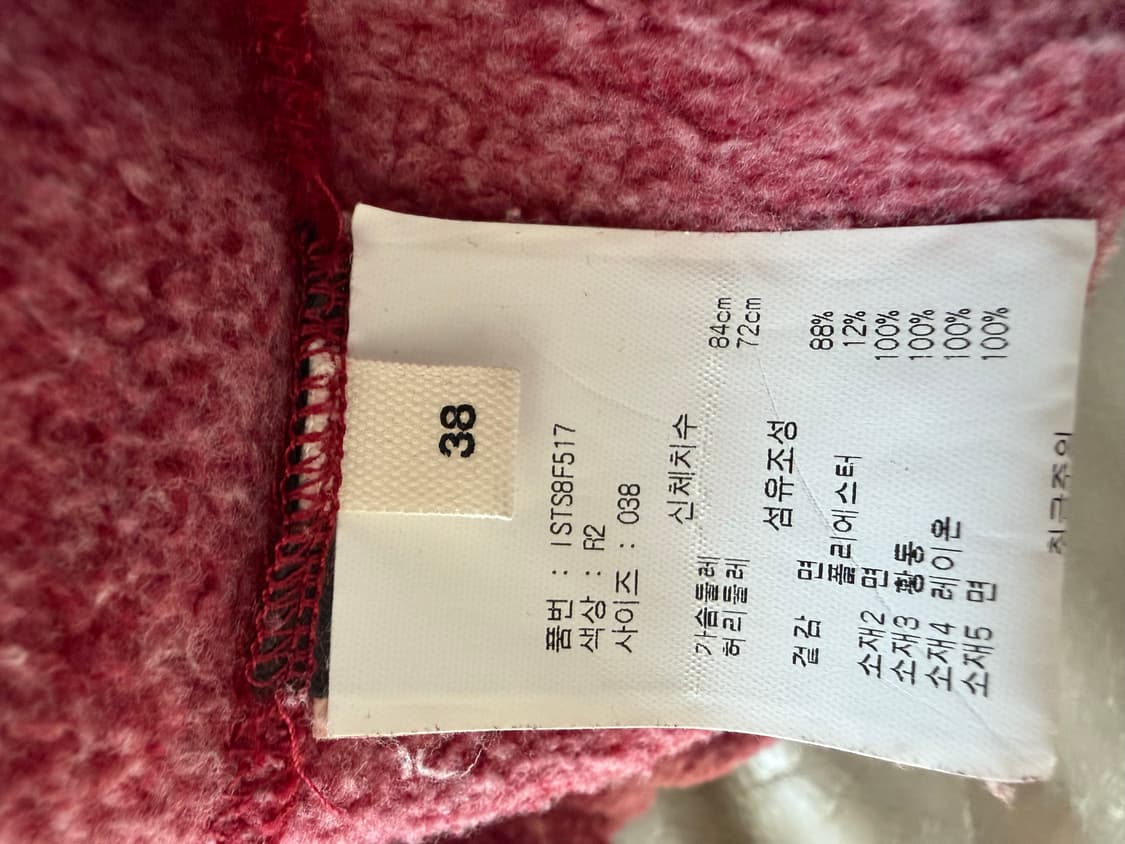 38
품번 : ISTS8F517
색상 : R2
사이즈 : 038
신체치수
가슴둘레 84cm
허리둘레 72cm
섬유조성
겉감 면 88%
폴리에스터 12%
소재2 면 100%
소재3 황동 100%
소재4 레이온 100%
소재5 면 100%